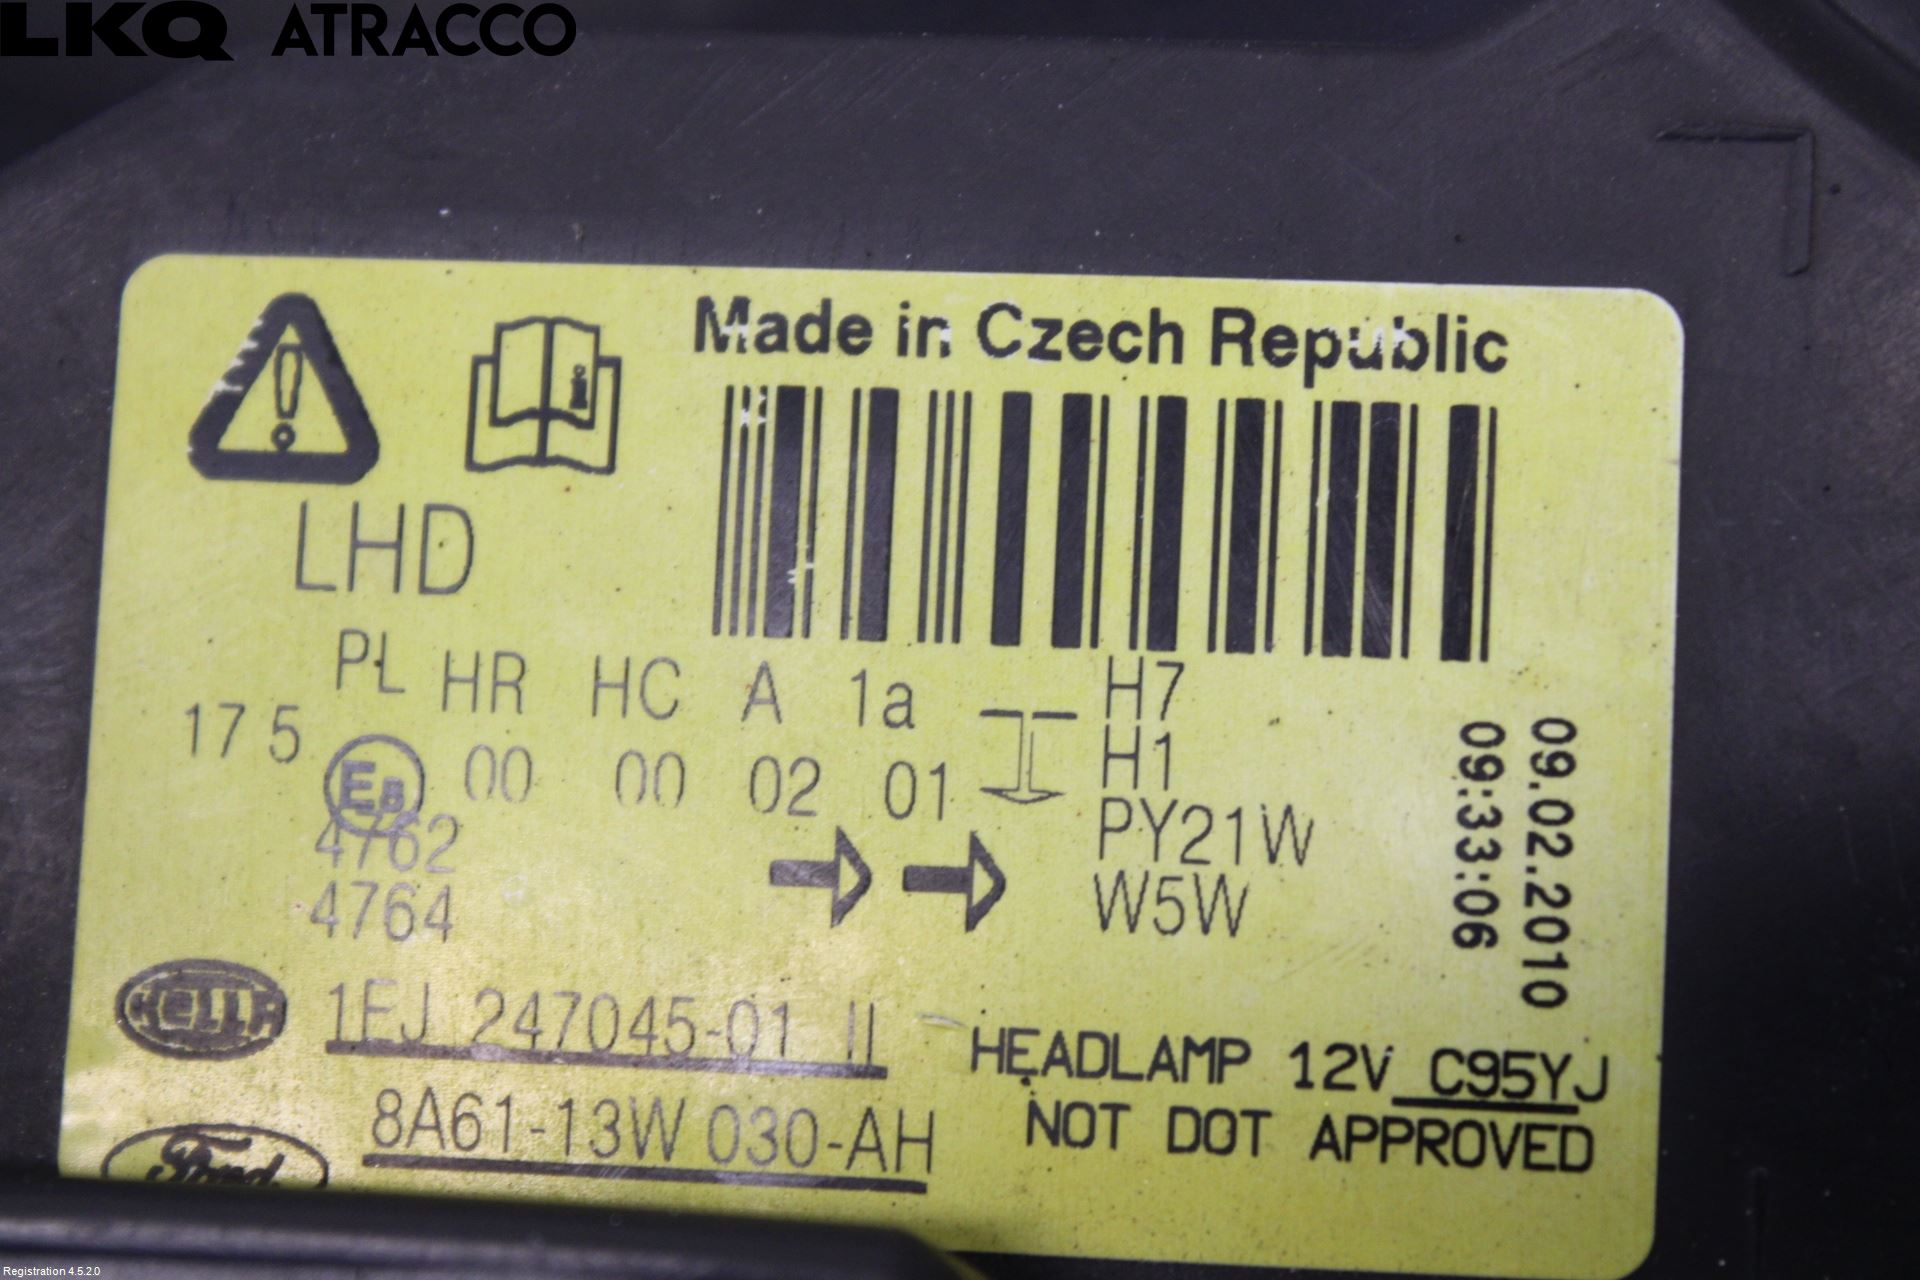 LKQ ATRACCO
Made in Czech Republic
LHD
PL HR HC A 1a H7
17 5 E8 00 00 02 01 H1
4762 PY21W
4764 W5W
09.02.2010
09:33:06
HELLA 1EJ 247045-01 II
HEADLAMP 12V C95YJ
Ford 8A61-13W 030-AH
NOT DOT APPROVED
Registration 4.5.2.0